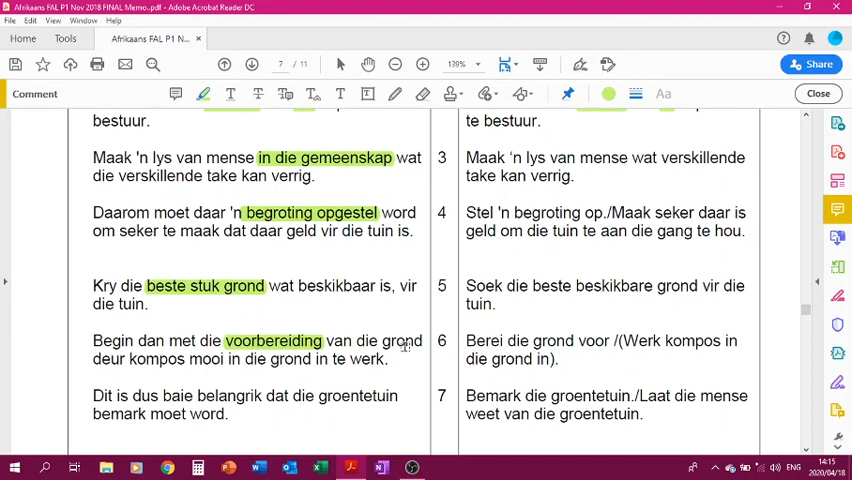 Afrikaans FAL P1 Nov 2018 FINAL Memo..pdf - Adobe Acrobat Reader DC
File Edit View Window Help
Home Tools Afrikaans FAL P1 N... ×
Share
7 / 11 139%
Comment
Close
bestuur.
te bestuur.
Maak 'n lys van mense in die gemeenskap wat
die verskillende take kan verrig.
3
Maak ‘n lys van mense wat verskillende
take kan verrig.
Daarom moet daar 'n begroting opgestel word
om seker te maak dat daar geld vir die tuin is.
4
Stel 'n begroting op./Maak seker daar is
geld om die tuin te aan die gang te hou.
Kry die beste stuk grond wat beskikbaar is, vir
die tuin.
5
Soek die beste beskikbare grond vir die
tuin.
Begin dan met die voorbereiding van die grond
deur kompos mooi in die grond in te werk.
6
Berei die grond voor /(Werk kompos in
die grond in).
Dit is dus baie belangrik dat die groentetuin
bemark moet word.
7
Bemark die groentetuin./Laat die mense
weet van die groentetuin.
ENG
14:15
2020/04/18